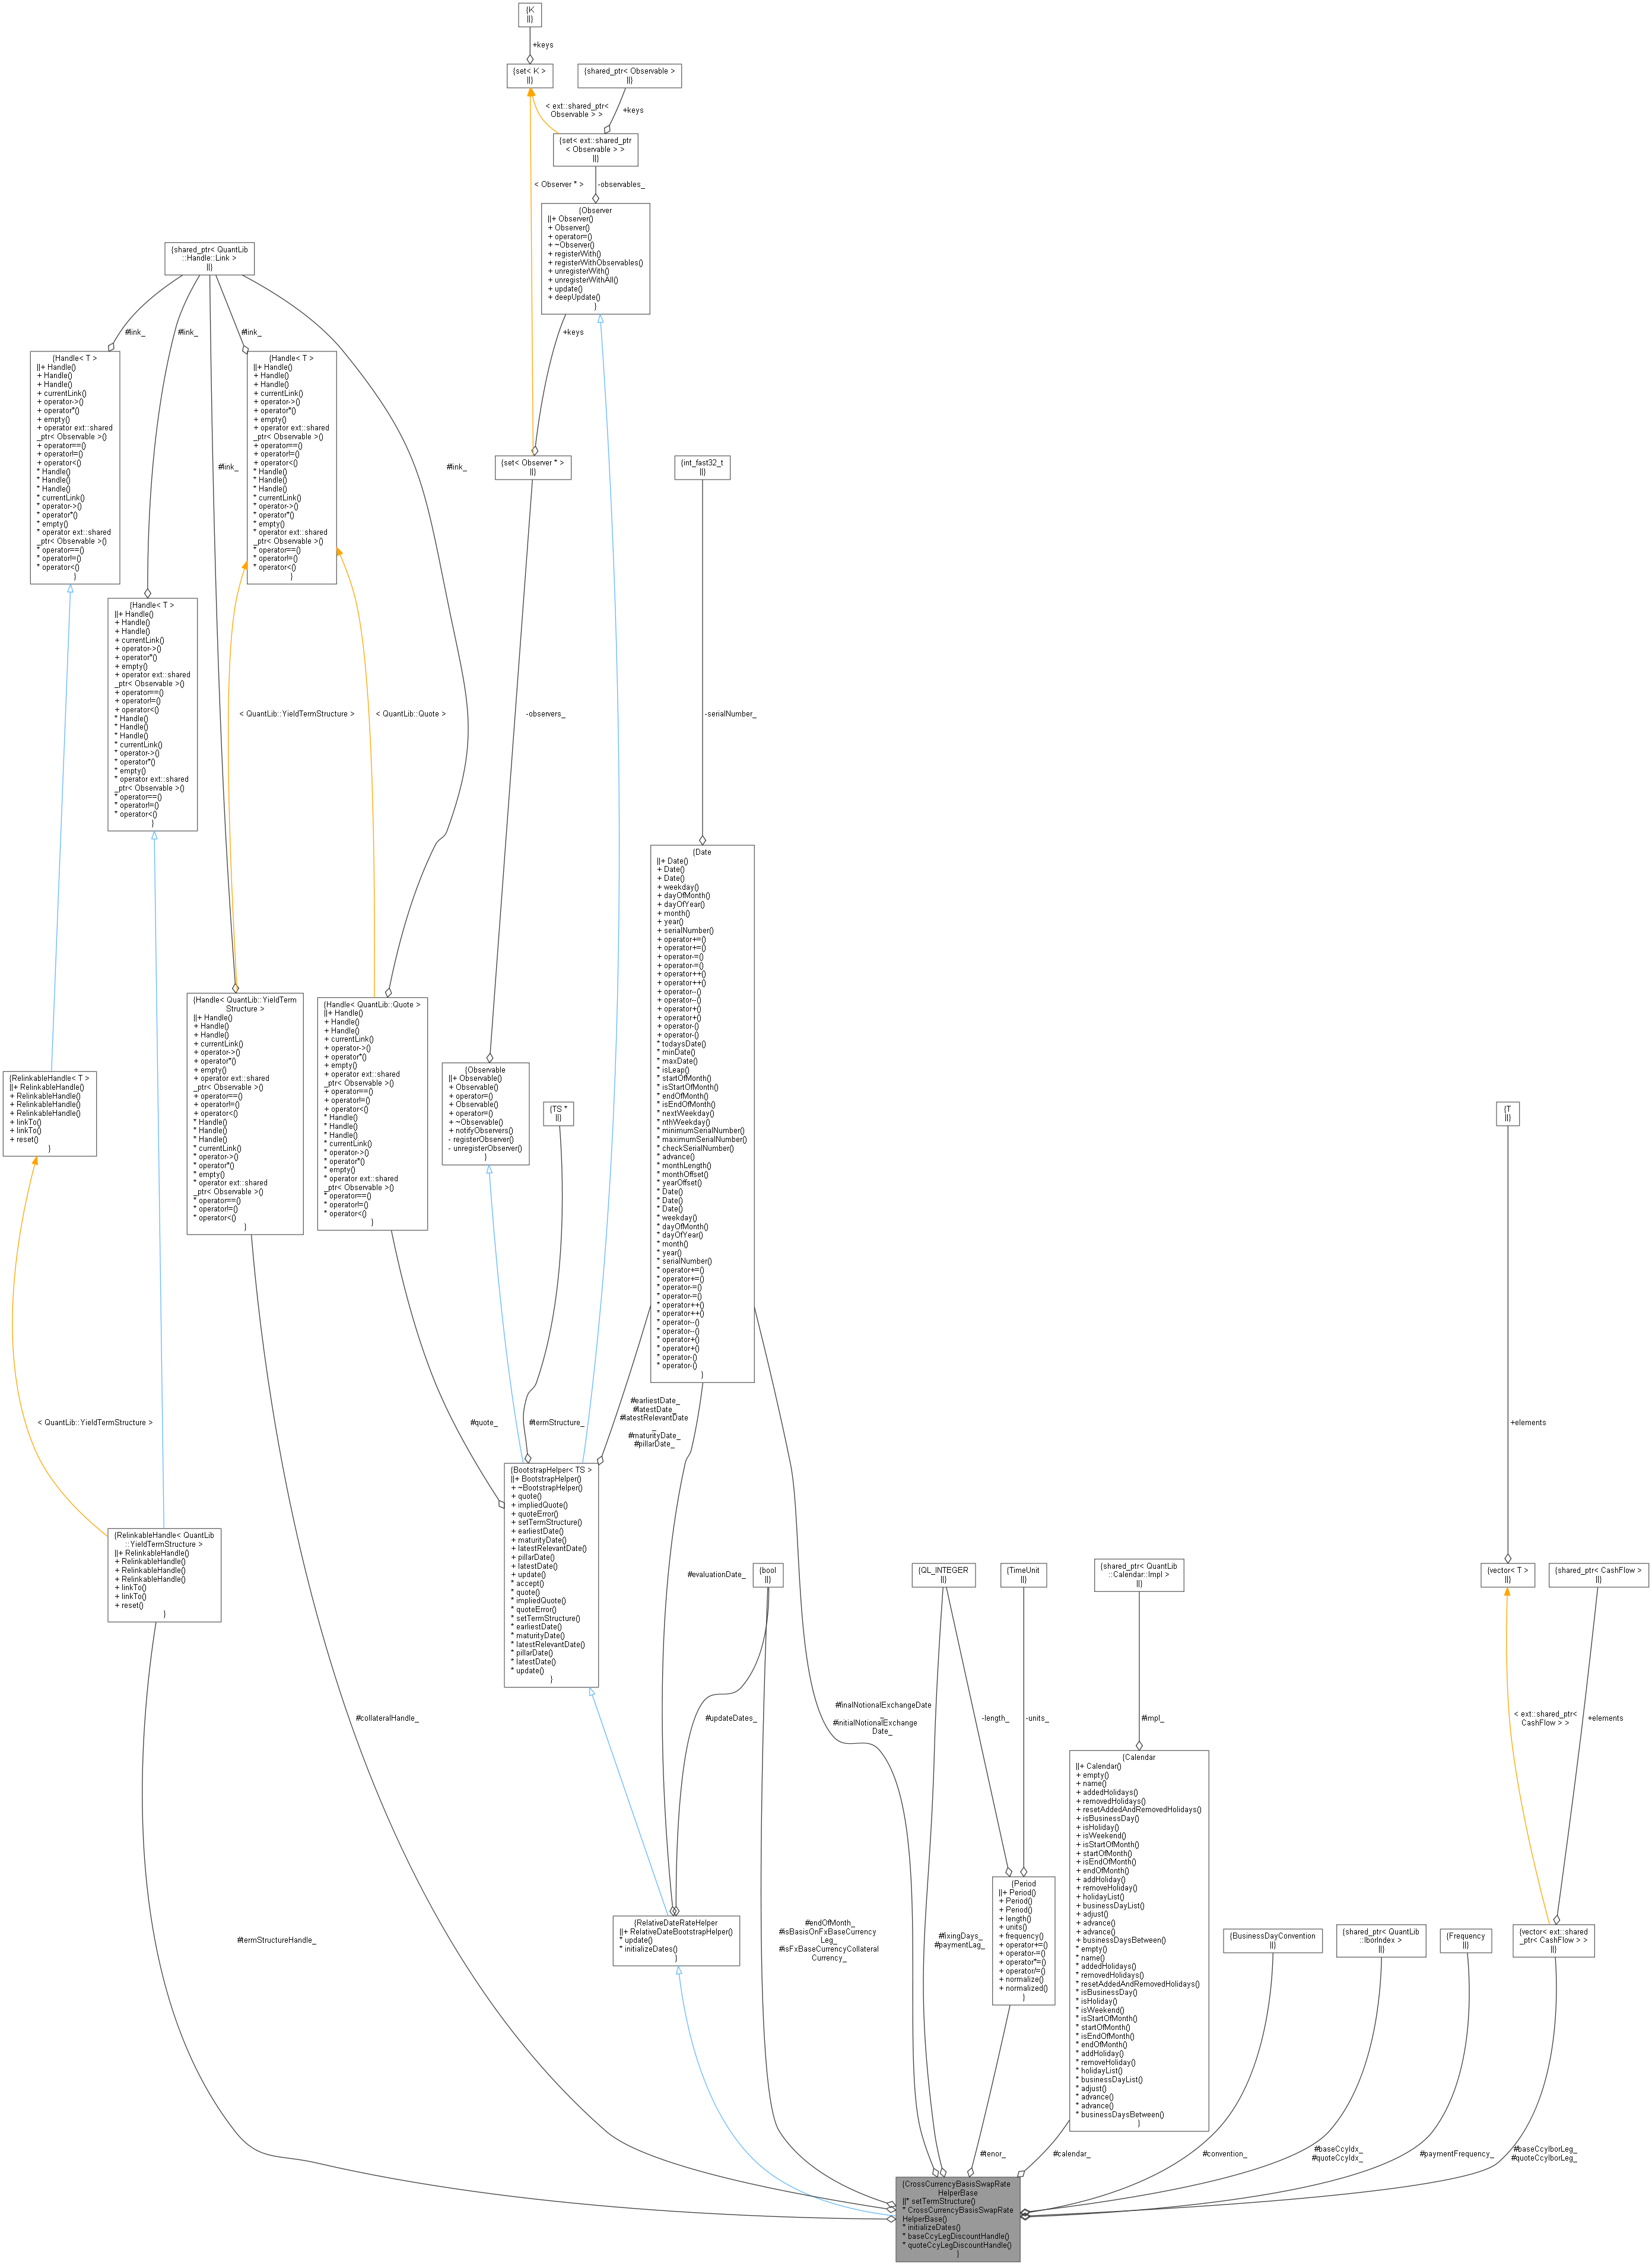 {K
||}
+keys
{set< K >
||}
{shared_ptr< Observable >
||}
< ext::shared_ptr<
Observable > >
+keys
{set< ext::shared_ptr
< Observable > >
||}
< Observer * >
-observables_
{Observer
||+ Observer()
+ Observer()
+ operator=()
+ ~Observer()
+ registerWith()
+ registerWithObservables()
+ unregisterWith()
+ unregisterWithAll()
+ update()
+ deepUpdate()
}
{shared_ptr< QuantLib
::Handle::Link >
||}
#link_
#link_
#link_
+keys
{Handle< T >
||+ Handle()
+ Handle()
+ Handle()
+ currentLink()
+ operator->()
+ operator*()
+ empty()
+ operator ext::shared
_ptr< Observable >()
+ operator==()
+ operator!=()
+ operator<()
* Handle()
* Handle()
* Handle()
* currentLink()
* operator->()
* operator*()
* empty()
* operator ext::shared
_ptr< Observable >()
* operator==()
* operator!=()
* operator<()
}
{Handle< T >
||+ Handle()
+ Handle()
+ Handle()
+ currentLink()
+ operator->()
+ operator*()
+ empty()
+ operator ext::shared
_ptr< Observable >()
+ operator==()
+ operator!=()
+ operator<()
* Handle()
* Handle()
* Handle()
* currentLink()
* operator->()
* operator*()
* empty()
* operator ext::shared
_ptr< Observable >()
* operator==()
* operator!=()
* operator<()
}
#link_
#link_
{set< Observer * >
||}
{int_fast32_t
||}
{Handle< T >
||+ Handle()
+ Handle()
+ Handle()
+ currentLink()
+ operator->()
+ operator*()
+ empty()
+ operator ext::shared
_ptr< Observable >()
+ operator==()
+ operator!=()
+ operator<()
* Handle()
* Handle()
* Handle()
* currentLink()
* operator->()
* operator*()
* empty()
* operator ext::shared
_ptr< Observable >()
* operator==()
* operator!=()
* operator<()
}
< QuantLib::YieldTermStructure >
< QuantLib::Quote >
-observers_
-serialNumber_
{Date
||+ Date()
+ Date()
+ Date()
+ weekday()
+ dayOfMonth()
+ dayOfYear()
+ month()
+ year()
+ serialNumber()
+ operator+=()
+ operator+=()
+ operator-=()
+ operator-=()
+ operator++()
+ operator++()
+ operator--()
+ operator--()
+ operator+()
+ operator+()
+ operator-()
+ operator-()
* todaysDate()
* minDate()
* maxDate()
* isLeap()
* startOfMonth()
* isStartOfMonth()
* endOfMonth()
* isEndOfMonth()
* nextWeekday()
* nthWeekday()
* minimumSerialNumber()
* maximumSerialNumber()
* checkSerialNumber()
* advance()
* monthLength()
* monthOffset()
* yearOffset()
* Date()
* Date()
* Date()
* weekday()
* dayOfMonth()
* dayOfYear()
* month()
* year()
* serialNumber()
* operator+=()
* operator+=()
* operator-=()
* operator-=()
* operator++()
* operator++()
* operator--()
* operator--()
* operator+()
* operator+()
* operator-()
* operator-()
}
{Handle< QuantLib::YieldTerm
Structure >
||+ Handle()
+ Handle()
+ Handle()
+ currentLink()
+ operator->()
+ operator*()
+ empty()
+ operator ext::shared
_ptr< Observable >()
+ operator==()
+ operator!=()
+ operator<()
* Handle()
* Handle()
* Handle()
* currentLink()
* operator->()
* operator*()
* empty()
* operator ext::shared
_ptr< Observable >()
* operator==()
* operator!=()
* operator<()
}
{Handle< QuantLib::Quote >
||+ Handle()
+ Handle()
+ Handle()
+ currentLink()
+ operator->()
+ operator*()
+ empty()
+ operator ext::shared
_ptr< Observable >()
+ operator==()
+ operator!=()
+ operator<()
* Handle()
* Handle()
* Handle()
* currentLink()
* operator->()
* operator*()
* empty()
* operator ext::shared
_ptr< Observable >()
* operator==()
* operator!=()
* operator<()
}
{Observable
||+ Observable()
+ Observable()
+ operator=()
+ Observable()
+ operator=()
+ ~Observable()
+ notifyObservers()
- registerObserver()
- unregisterObserver()
}
{RelinkableHandle< T >
||+ RelinkableHandle()
+ RelinkableHandle()
+ RelinkableHandle()
+ RelinkableHandle()
+ linkTo()
+ linkTo()
+ reset()
}
{TS *
||}
{T
||}
< QuantLib::YieldTermStructure >
#quote_
#termStructure_
#earliestDate_
#latestDate_
#latestRelevantDate
_
#maturityDate_
#pillarDate_
+elements
{BootstrapHelper< TS >
||+ BootstrapHelper()
+ ~BootstrapHelper()
+ quote()
+ impliedQuote()
+ quoteError()
+ setTermStructure()
+ earliestDate()
+ maturityDate()
+ latestRelevantDate()
+ pillarDate()
+ latestDate()
+ update()
* accept()
* quote()
* impliedQuote()
* quoteError()
* setTermStructure()
* earliestDate()
* maturityDate()
* latestRelevantDate()
* pillarDate()
* latestDate()
* update()
}
{RelinkableHandle< QuantLib
::YieldTermStructure >
||+ RelinkableHandle()
+ RelinkableHandle()
+ RelinkableHandle()
+ RelinkableHandle()
+ linkTo()
+ linkTo()
+ reset()
}
#evaluationDate_
{bool
||}
{QL_INTEGER
||}
{TimeUnit
||}
{shared_ptr< QuantLib
::Calendar::Impl >
||}
{vector< T >
||}
{shared_ptr< CashFlow >
||}
#collateralHandle_
#updateDates_
#finalNotionalExchangeDate
_
#initialNotionalExchange
Date_
-length_
-units_
#impl_
< ext::shared_ptr<
CashFlow > >
+elements
{Calendar
||+ Calendar()
+ empty()
+ name()
+ addedHolidays()
+ removedHolidays()
+ resetAddedAndRemovedHolidays()
+ isBusinessDay()
+ isHoliday()
+ isWeekend()
+ isStartOfMonth()
+ startOfMonth()
+ isEndOfMonth()
+ endOfMonth()
+ addHoliday()
+ removeHoliday()
+ holidayList()
+ businessDayList()
+ adjust()
+ advance()
+ advance()
+ businessDaysBetween()
* empty()
* name()
* addedHolidays()
* removedHolidays()
* resetAddedAndRemovedHolidays()
* isBusinessDay()
* isHoliday()
* isWeekend()
* isStartOfMonth()
* startOfMonth()
* isEndOfMonth()
* endOfMonth()
* addHoliday()
* removeHoliday()
* holidayList()
* businessDayList()
* adjust()
* advance()
* advance()
* businessDaysBetween()
}
{Period
||+ Period()
+ Period()
+ Period()
+ length()
+ units()
+ frequency()
+ operator+=()
+ operator-=()
+ operator*=()
+ operator/=()
+ normalize()
+ normalized()
}
{RelativeDateRateHelper
||+ RelativeDateBootstrapHelper()
* update()
* initializeDates()
}
#termStructureHandle_
#endOfMonth_
#isBasisOnFxBaseCurrency
Leg_
#isFxBaseCurrencyCollateral
Currency_
#fixingDays_
#paymentLag_
{BusinessDayConvention
||}
{shared_ptr< QuantLib
::IborIndex >
||}
{Frequency
||}
{vector< ext::shared
_ptr< CashFlow > >
||}
#tenor_
#calendar_
#convention_
#baseCcyIdx_
#quoteCcyIdx_
#paymentFrequency_
#baseCcyIborLeg_
#quoteCcyIborLeg_
{CrossCurrencyBasisSwapRate
HelperBase
||* setTermStructure()
* CrossCurrencyBasisSwapRate
HelperBase()
* initializeDates()
* baseCcyLegDiscountHandle()
* quoteCcyLegDiscountHandle()
}